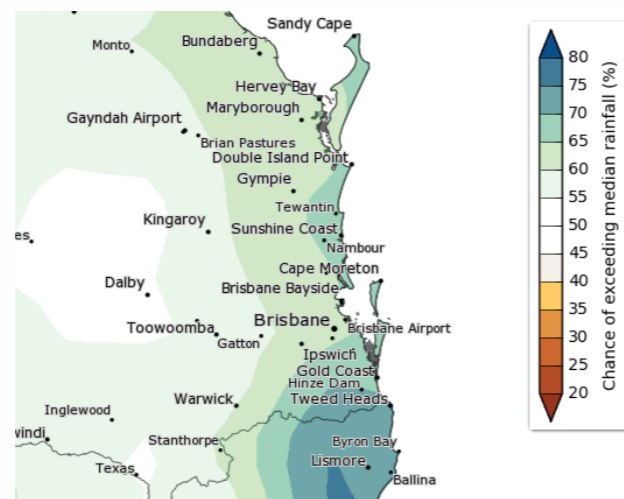 Sandy Cape
Monto
Bundaberg
Hervey Bay
Maryborough
Gayndah Airport
Brian Pastures
Double Island Point
Gympie
Tewantin
Kingaroy
Sunshine Coast
es
Nambour
Cape Moreton
Dalby
Brisbane Bayside
Brisbane
Toowoomba
Brisbane Airport
Gatton
Ipswich
Gold Coast
Hinze Dam
Warwick
Tweed Heads
Inglewood
windi
Stanthorpe
Byron Bay
Lismore
Texas
Ballina
80
75
70
65
60
55
50
45
40
35
30
25
20
Chance of exceeding median rainfall (%)